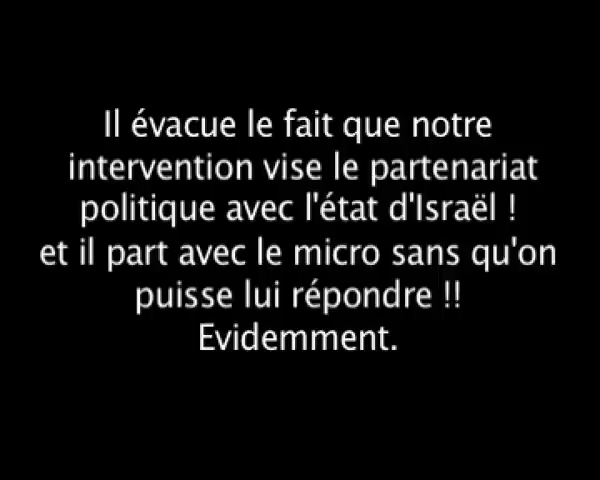 Il évacue le fait que notre
intervention vise le partenariat
politique avec l'état d'Israël !
et il part avec le micro sans qu'on
puisse lui répondre !!
Evidemment.